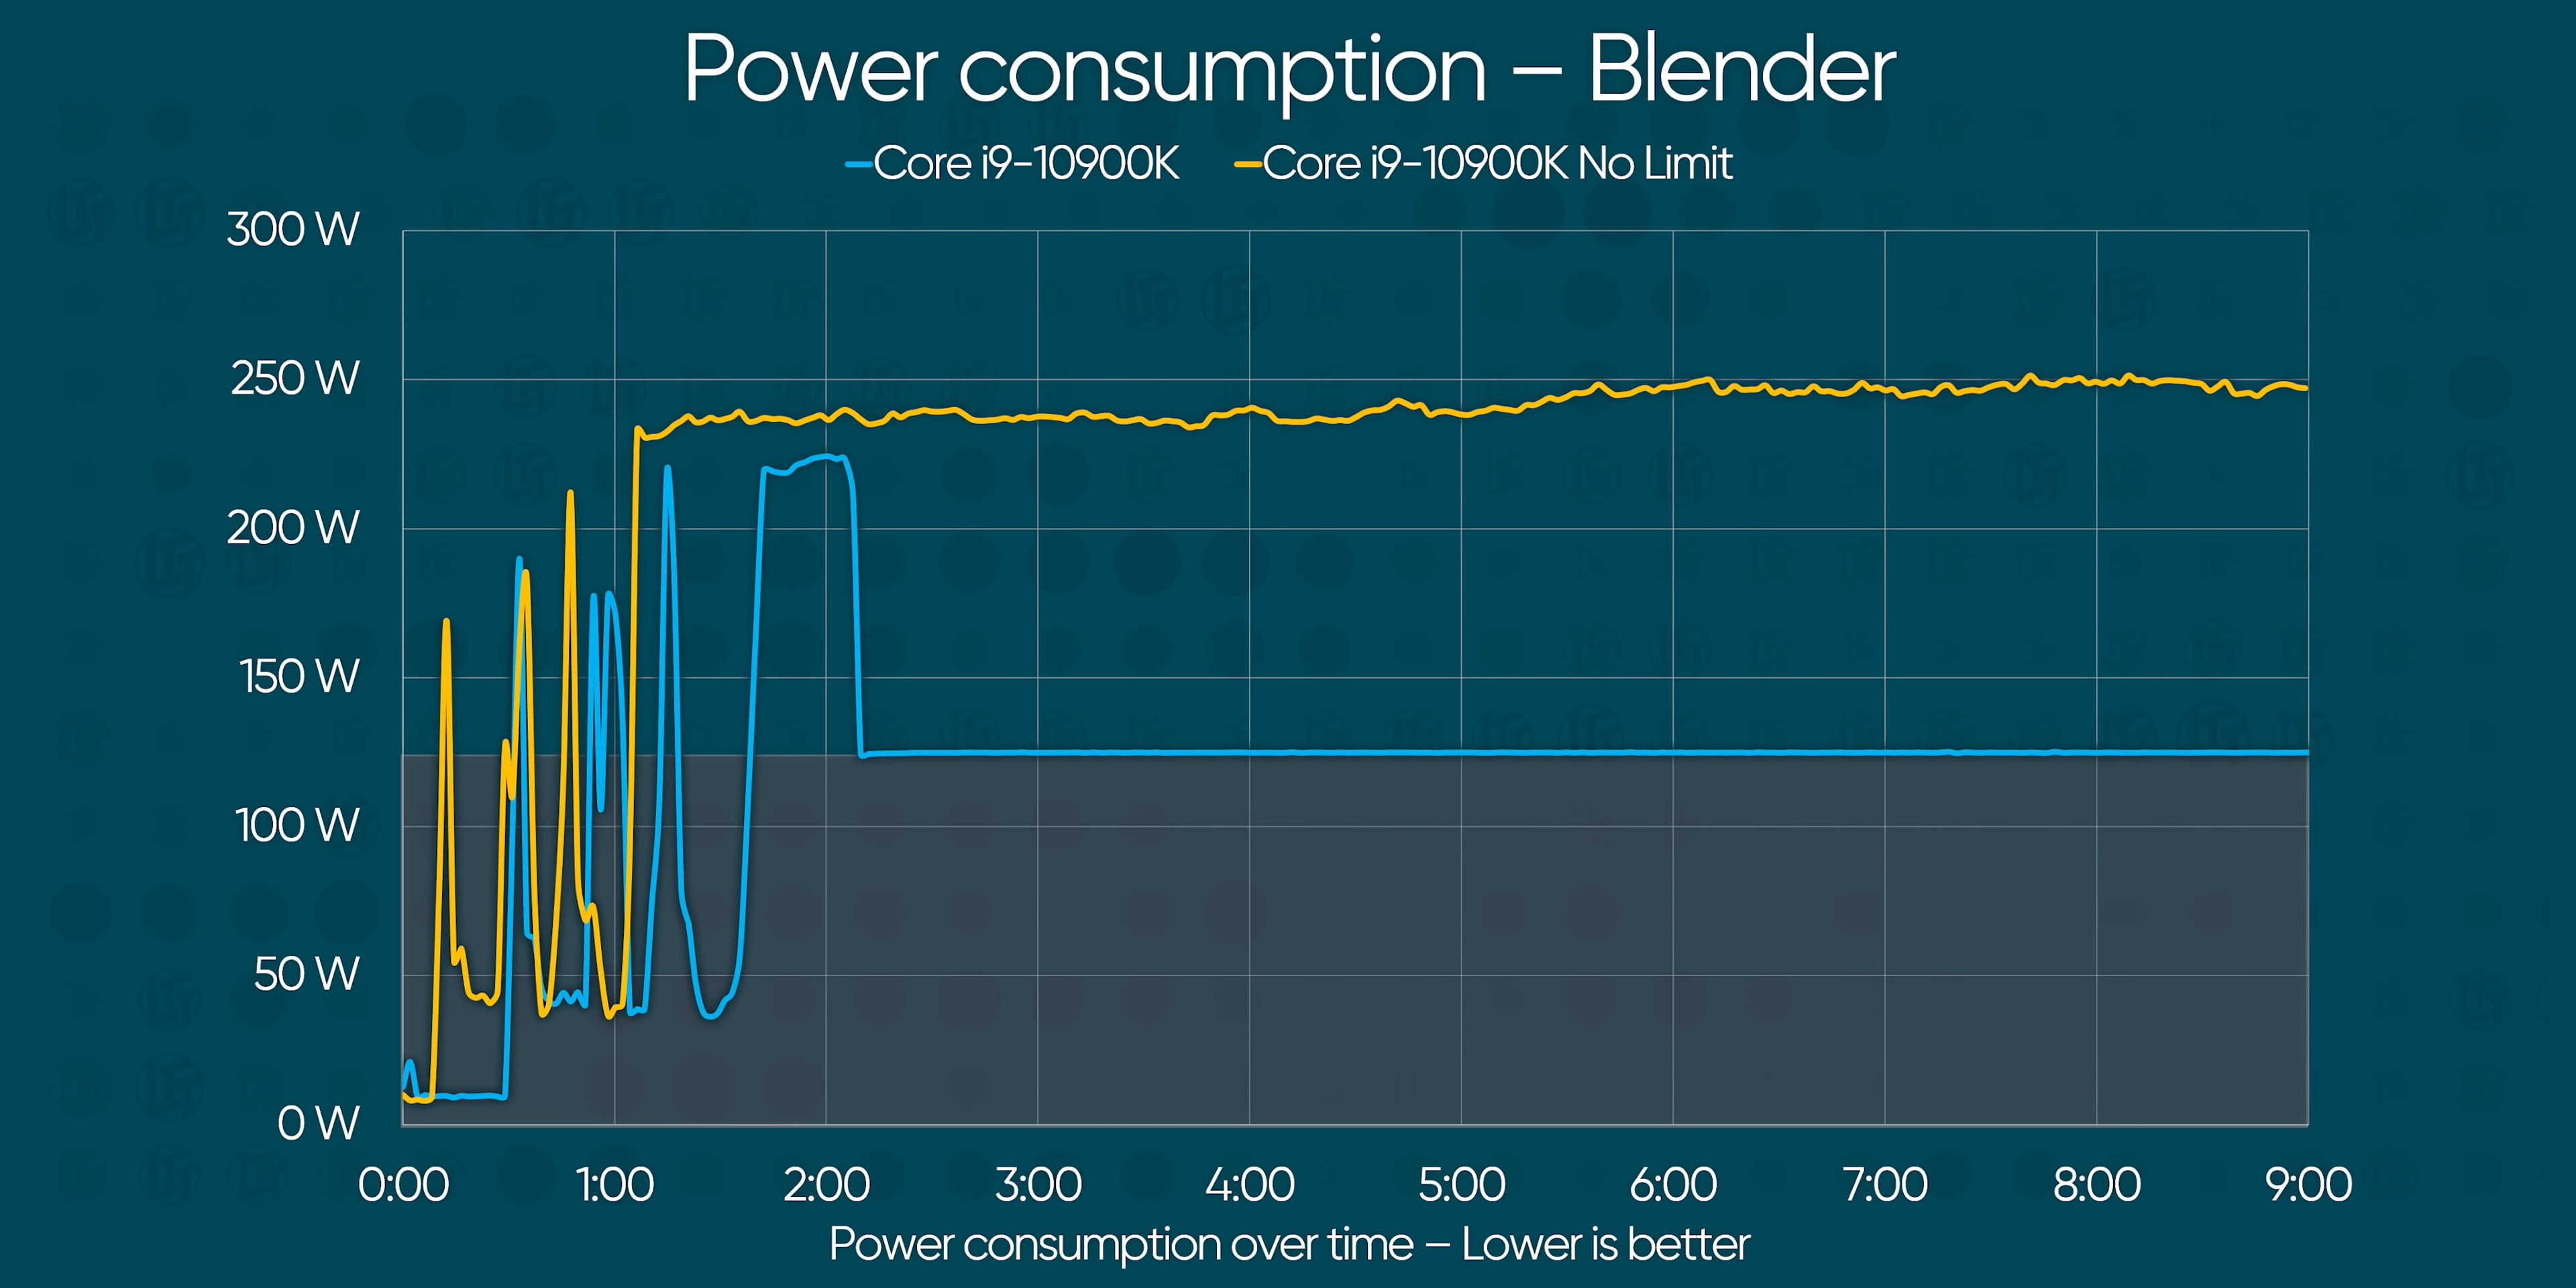 Power consumption – Blender
Core i9-10900K Core i9-10900K No Limit
300 W
250 W
200 W
150 W
100 W
50 W
0 W
0:00 1:00 2:00 3:00 4:00 5:00 6:00 7:00 8:00 9:00
Power consumption over time – Lower is better